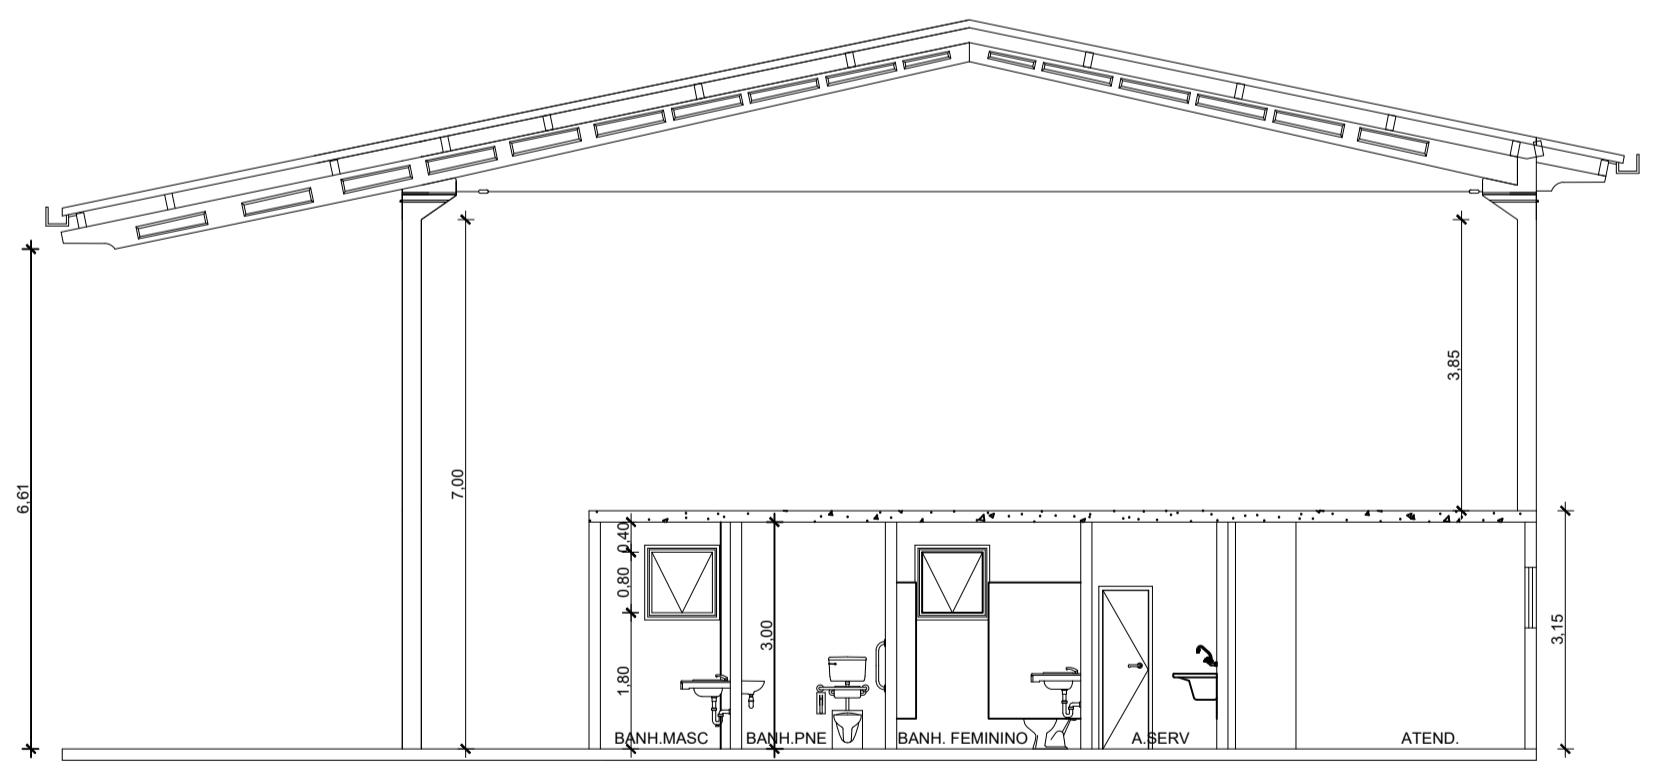 3,85
7,00
6,61
0,40
0,80
3,00
3,15
1,80
BANH.MASC
BANH.PNE
BANH. FEMININO
A.SERV
ATEND.